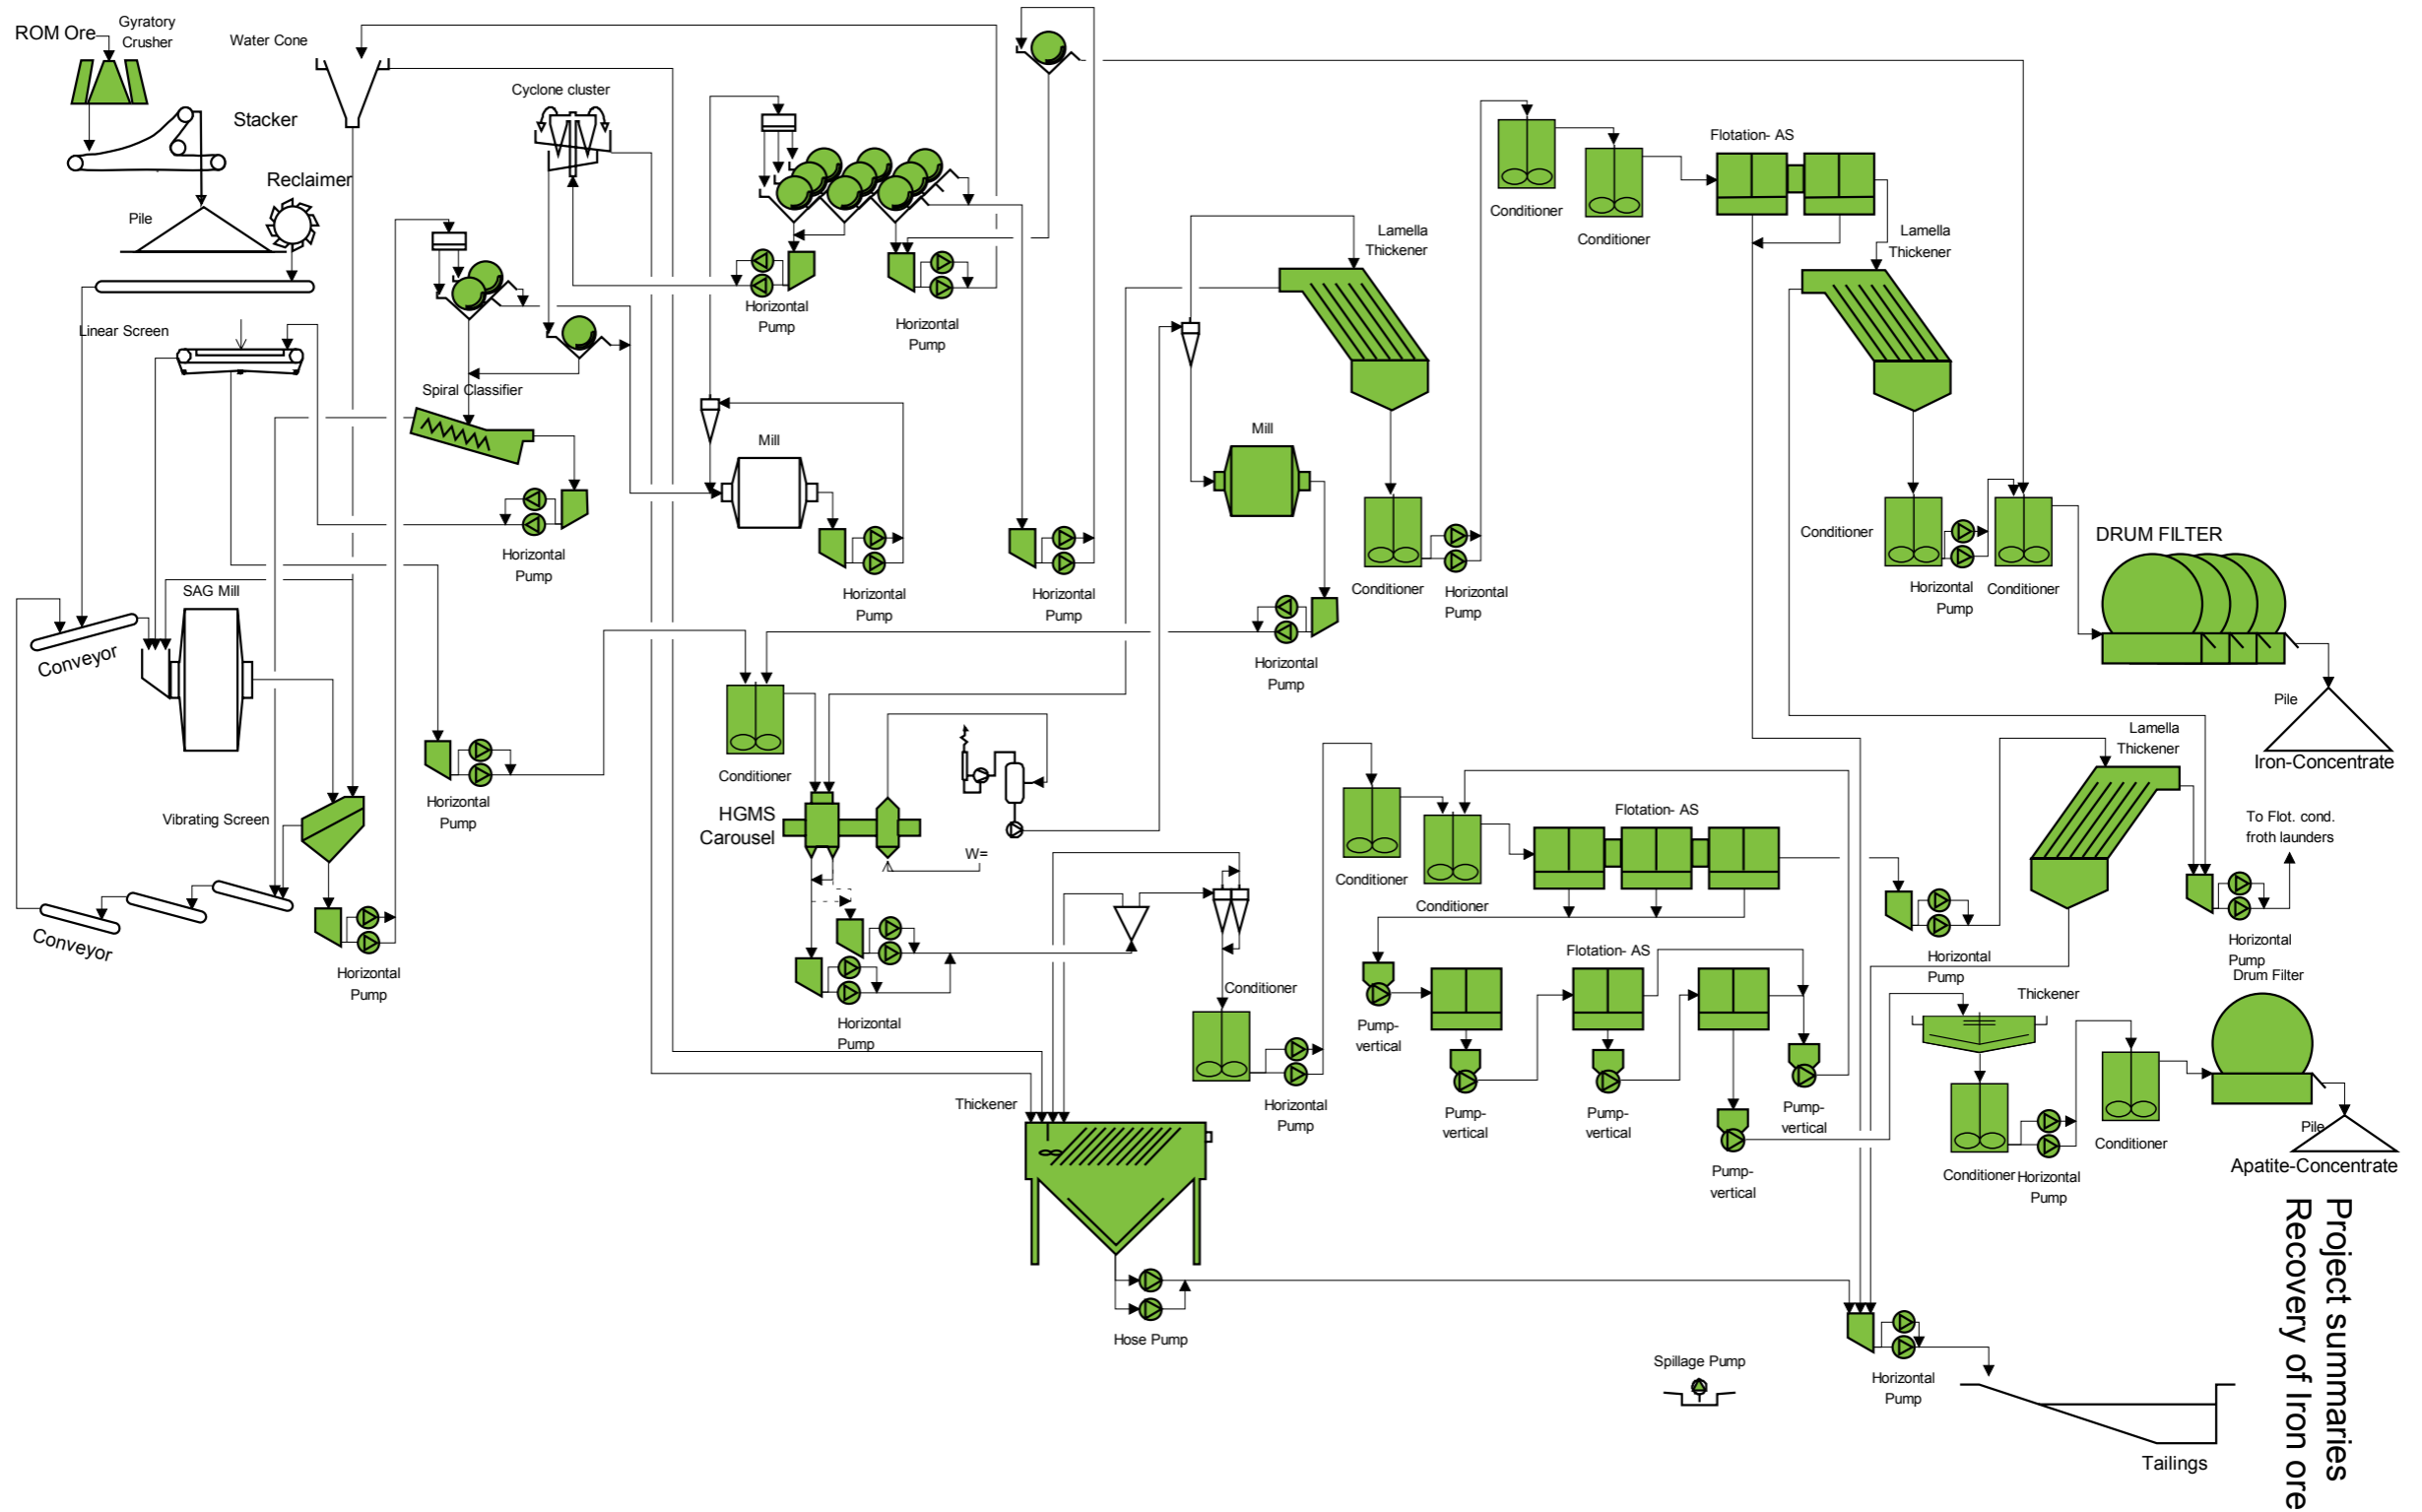 ROM Ore
Gyratory
Crusher
Water Cone
Stacker
Cyclone cluster
Reclaimer
Pile
Linear Screen
Spiral Classifier
Horizontal
Pump
Horizontal
Pump
Horizontal
Pump
Mill
Horizontal
Pump
Horizontal
Pump
Lamella
Thickener
Mill
Conditioner
Conditioner
Flotation- AS
Lamella
Thickener
Conditioner
Horizontal
Pump
Conditioner
Horizontal
Pump
Conditioner
DRUM FILTER
Pile
Iron-Concentrate
SAG Mill
Conveyor
Vibrating Screen
Conveyor
Horizontal
Pump
Horizontal
Pump
Horizontal
Pump
Conditioner
HGMS
Carousel
W=
Horizontal
Pump
Conditioner
Horizontal
Pump
Conditioner
Conditioner
Flotation- AS
Flotation- AS
Pump-
vertical
Pump-
vertical
Pump-
vertical
Pump-
vertical
Pump-
vertical
Lamella
Thickener
To Flot. cond.
froth launders
Horizontal
Pump
Horizontal
Pump
Drum Filter
Thickener
Conditioner
Horizontal
Pump
Conditioner
Pile
Apatite-Concentrate
Thickener
Hose Pump
Spillage Pump
Horizontal
Pump
Tailings
Project summaries
Recovery of Iron ore